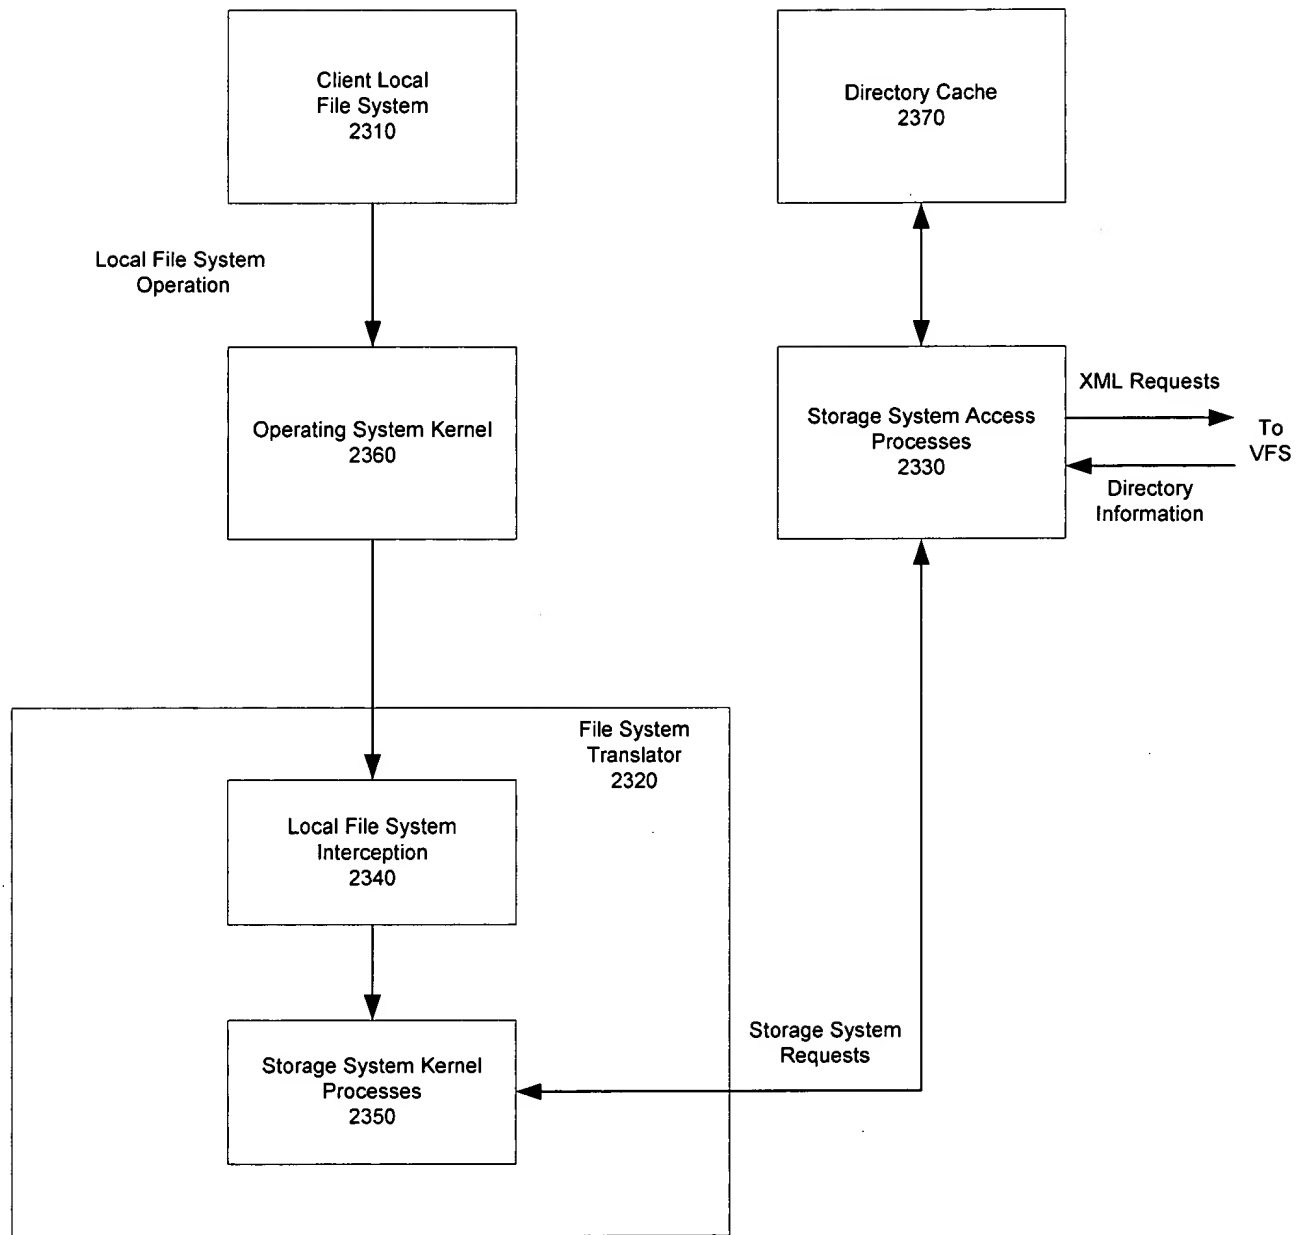 Client Local
File System
2310
Directory Cache
2370
Local File System
Operation
Operating System Kernel
2360
Storage System Access
Processes
2330
XML Requests
To
VFS
Directory
Information
File System
Translator
2320
Local File System
Interception
2340
Storage System Kernel
Processes
2350
Storage System
Requests